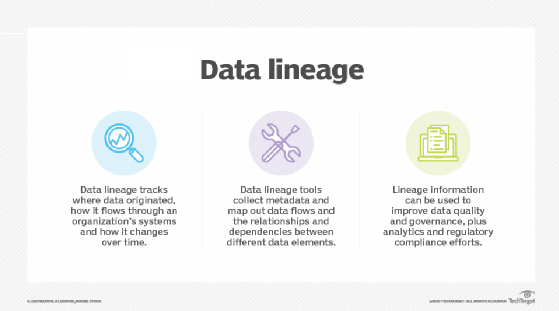 Data lineage
Data lineage tracks
where data originated,
how it flows through an
organization's systems
and how it changes
over time.
Data lineage tools
collect metadata and
map out data flows and
the relationships and
dependencies between
different data elements.
Lineage information
can be used to
improve data quality
and governance, plus
analytics and regulatory
compliance efforts.
TechTarget